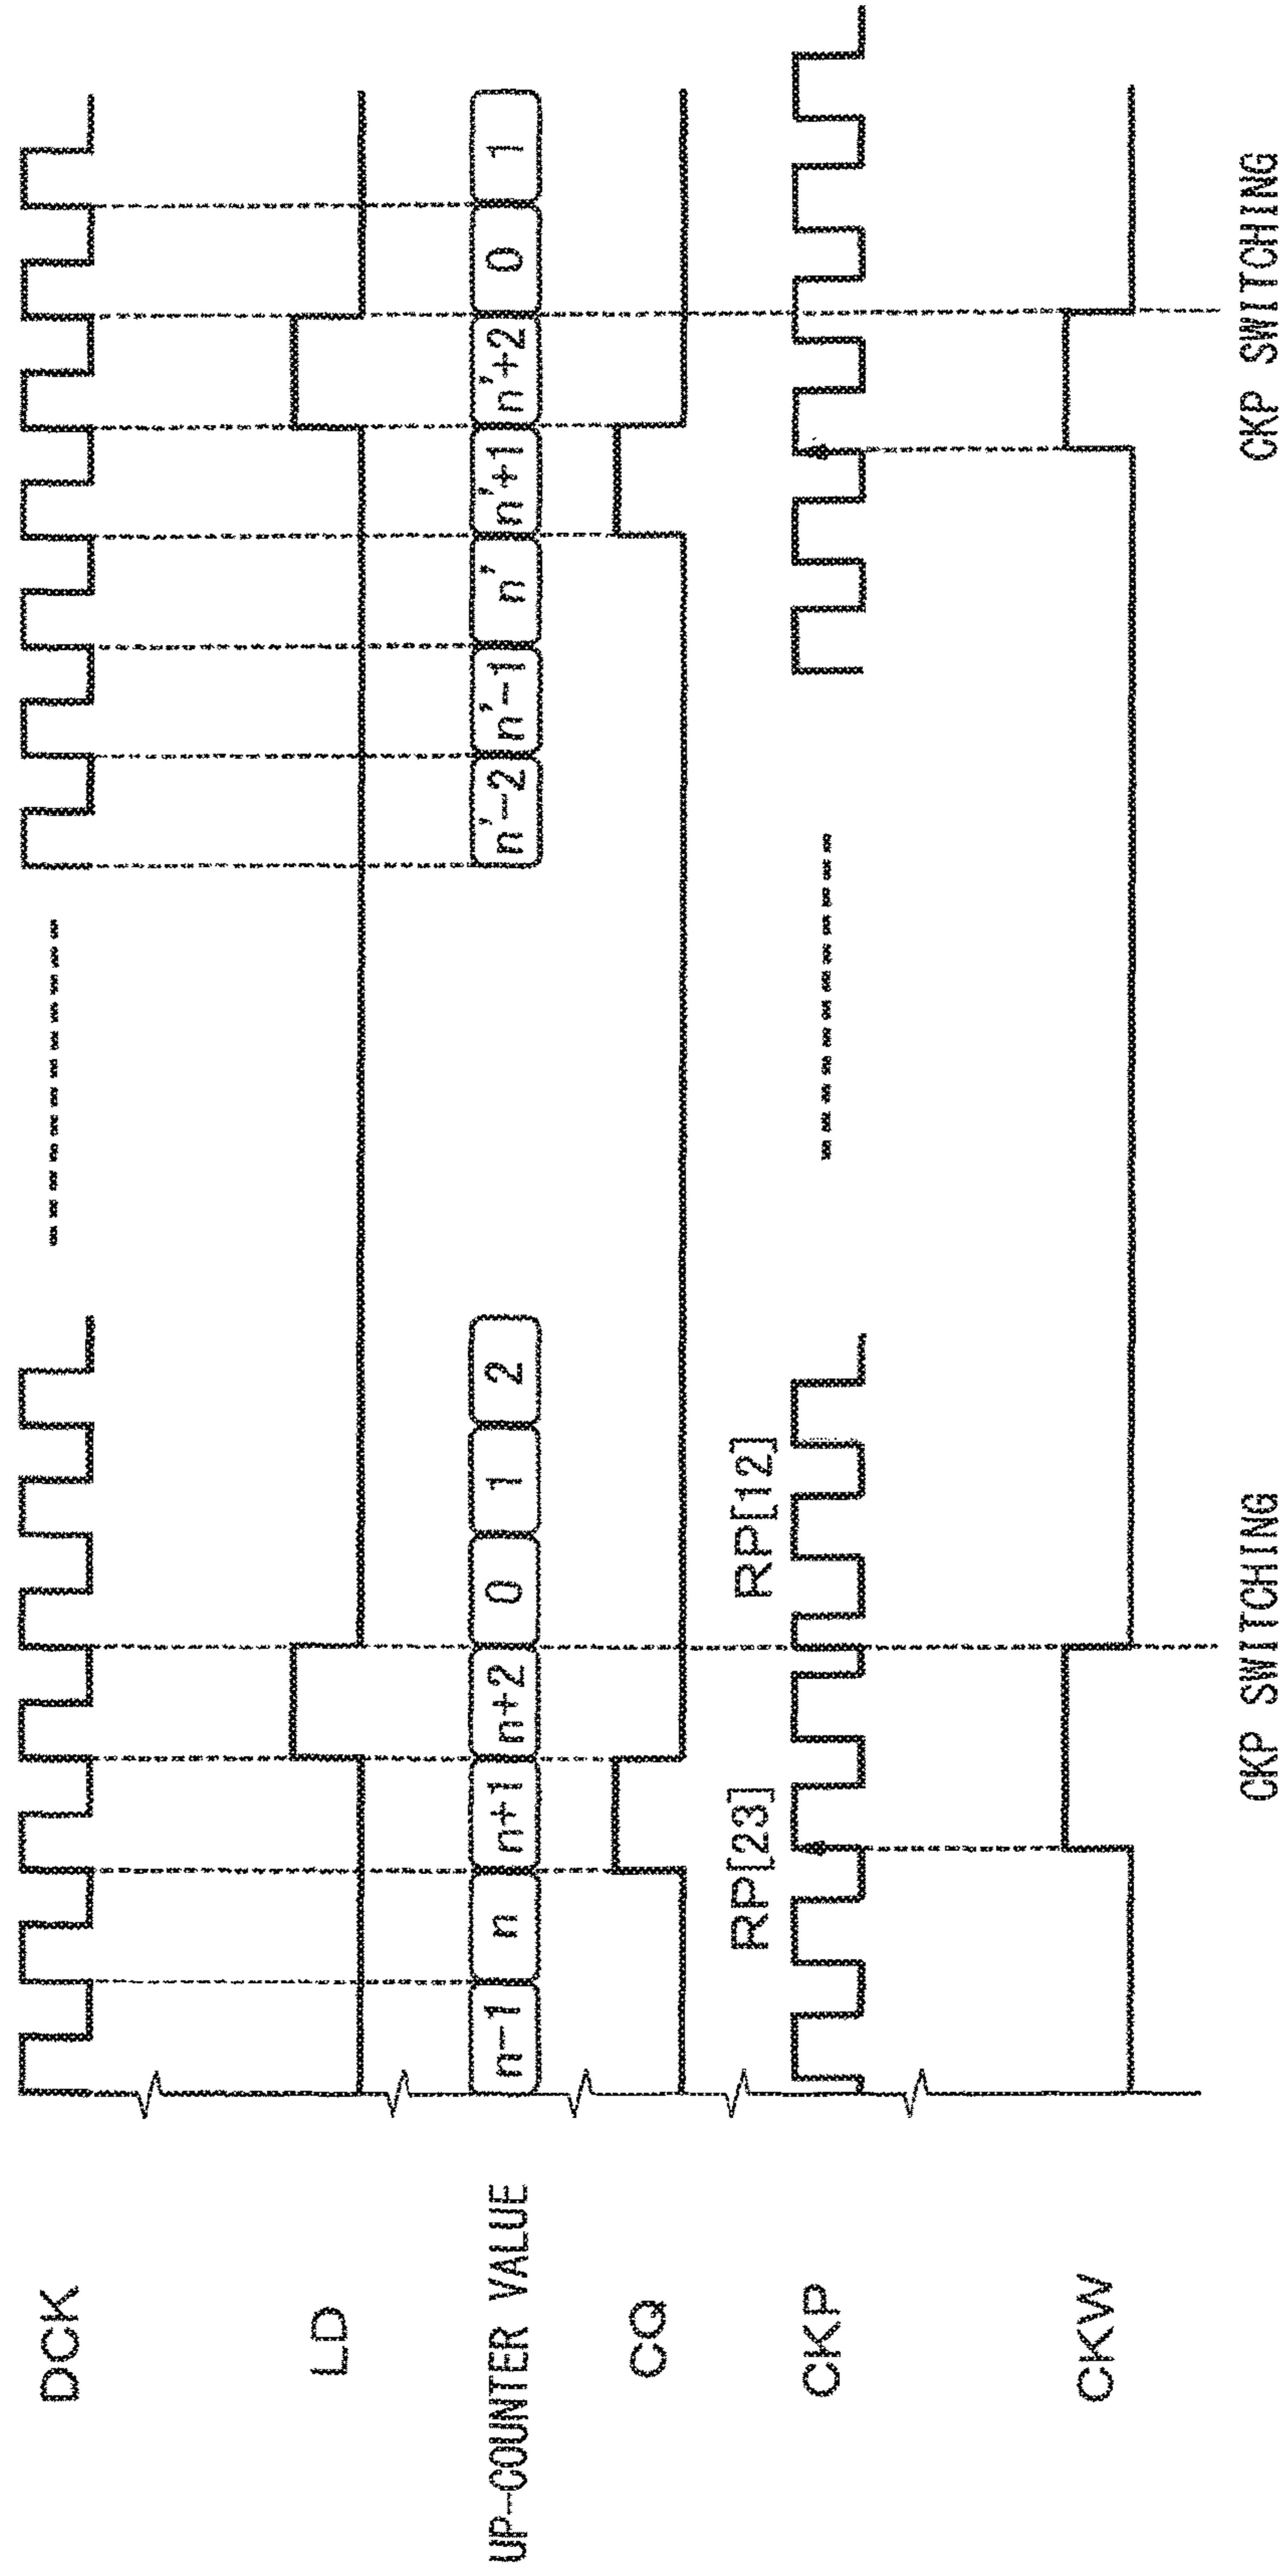 DCK
LD
UP-COUNTER VALUE
n-1 n n+1 n+2 0 1 2
n'-2 n'-1 n' n'+1 n'+2 0 1
CQ
RP[23] RP[12]
CKP
CKW
CKP SWITCHING
CKP SWITCHING